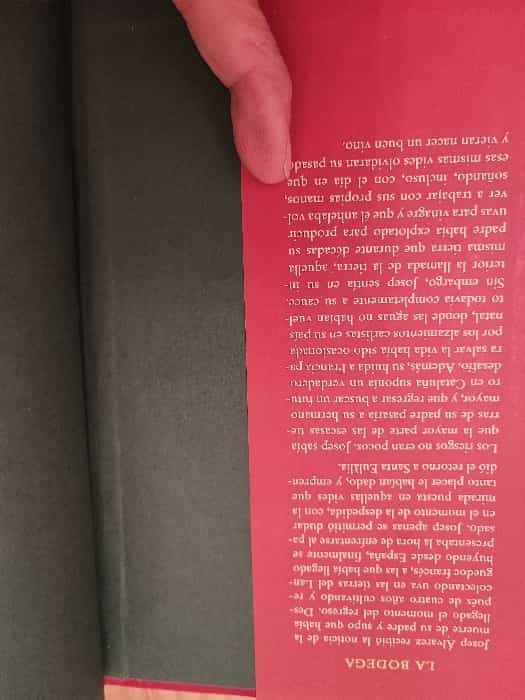 LA BODEGA
Josep Álvarez recibió la noticia de la
muerte de su padre y supo que había
llegado el momento del regreso. Des-
pués de cuatro años cultivando y re-
colectando uva en las tierras del Lan-
guedoc francés, a las que había llegado
huyendo desde España, finalmente se
presentaba la hora de enfrentarse al pa-
sado. Josep apenas se permitió dudar
en el momento de la despedida, con la
mirada puesta en aquellas vides que
tanto placer le habían dado, y empren-
dió el retorno a Santa Eulàlia.
Los riesgos no eran pocos. Josep sabía
que la mayor parte de las escasas tie-
rras de su padre pasaría a su hermano
mayor, y que regresar a buscar un futu-
ro en Cataluña suponía un verdadero
desafío. Además, su huida a Francia pa-
ra salvar la vida había sido ocasionada
por los alzamientos carlistas en su país
natal, donde las aguas no habían vuel-
to todavía completamente a su cauce.
Sin embargo, Josep sentía en su in-
terior la llamada de la tierra, aquella
misma tierra que durante décadas su
padre había explotado para producir
uvas para vinagre y que él anhelaba vol-
ver a trabajar con sus propias manos,
soñando, incluso, con el día en que
esas mismas vides olvidaran su pasado
y vieran nacer un buen vino.